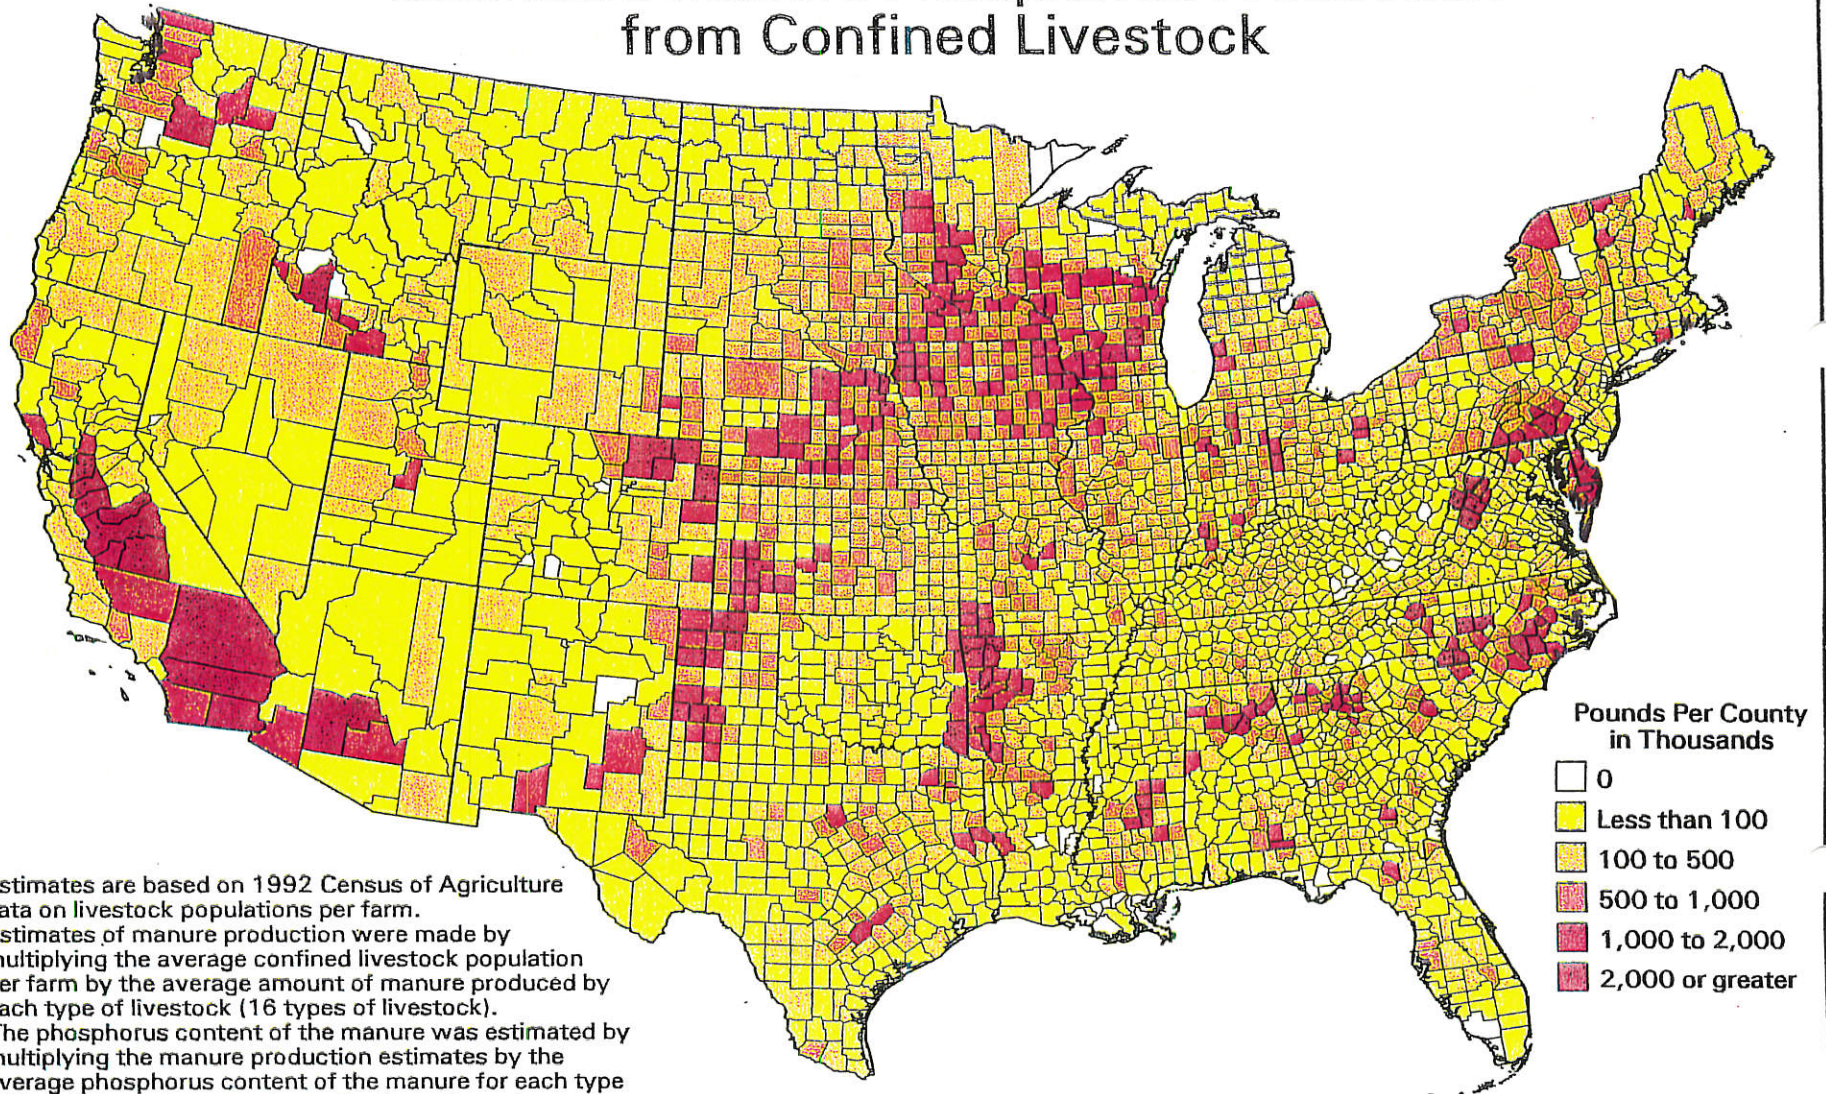 from Confined Livestock
Pounds Per County
in Thousands
0
Less than 100
100 to 500
500 to 1,000
1,000 to 2,000
2,000 or greater
stimates are based on 1992 Census of Agriculture
ata on livestock populations per farm.
stimates of manure production were made by
ultiplying the average confined livestock population
er farm by the average amount of manure produced by
ach type of livestock (16 types of livestock).
he phosphorus content of the manure was estimated by
ultiplying the manure production estimates by the
verage phosphorus content of the manure for each type